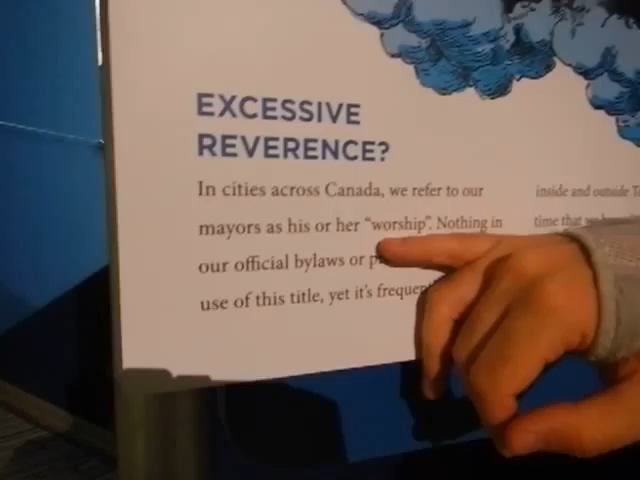 EXCESSIVE
REVERENCE?
In cities across Canada, we refer to our
mayors as his or her “worship”. Nothing in
our official bylaws or
use of this title, yet it's
inside and outside
time that we